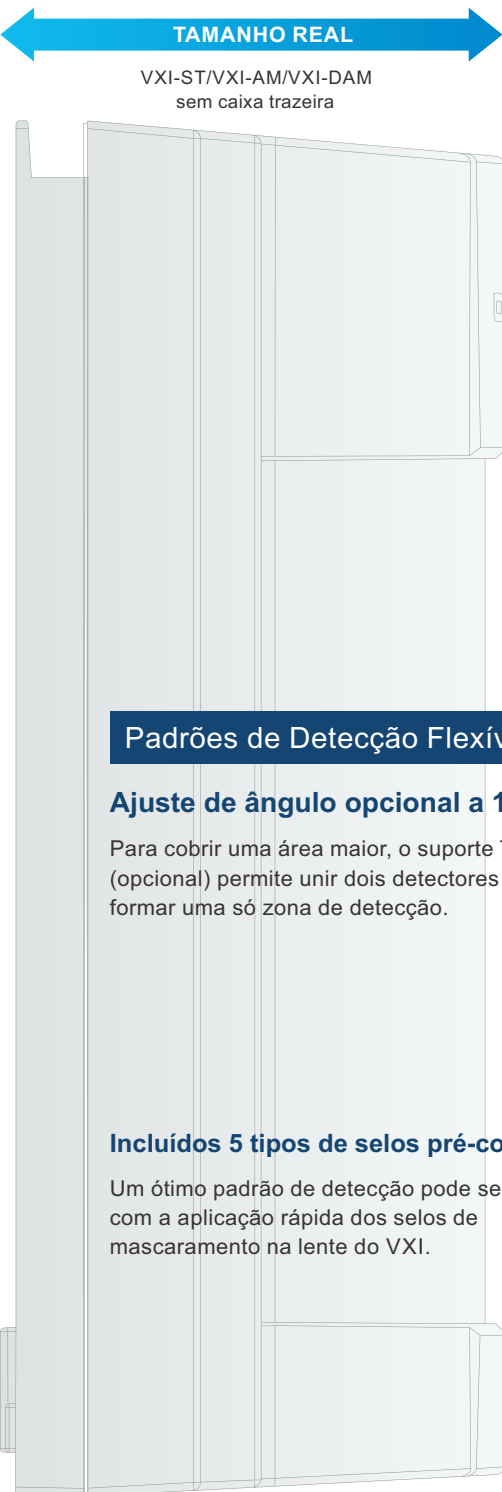 TAMANHO REAL
VXI-ST/VXI-AM/VXI-DAM
sem caixa trazeira
Padrões de Detecção Flexív
Ajuste de ângulo opcional a 1
Para cobrir uma área maior, o suporte
(opcional) permite unir dois detectores
formar uma só zona de detecção.
Incluídos 5 tipos de selos pré-co
Um ótimo padrão de detecção pode se
com a aplicação rápida dos selos de
mascaramento na lente do VXI.